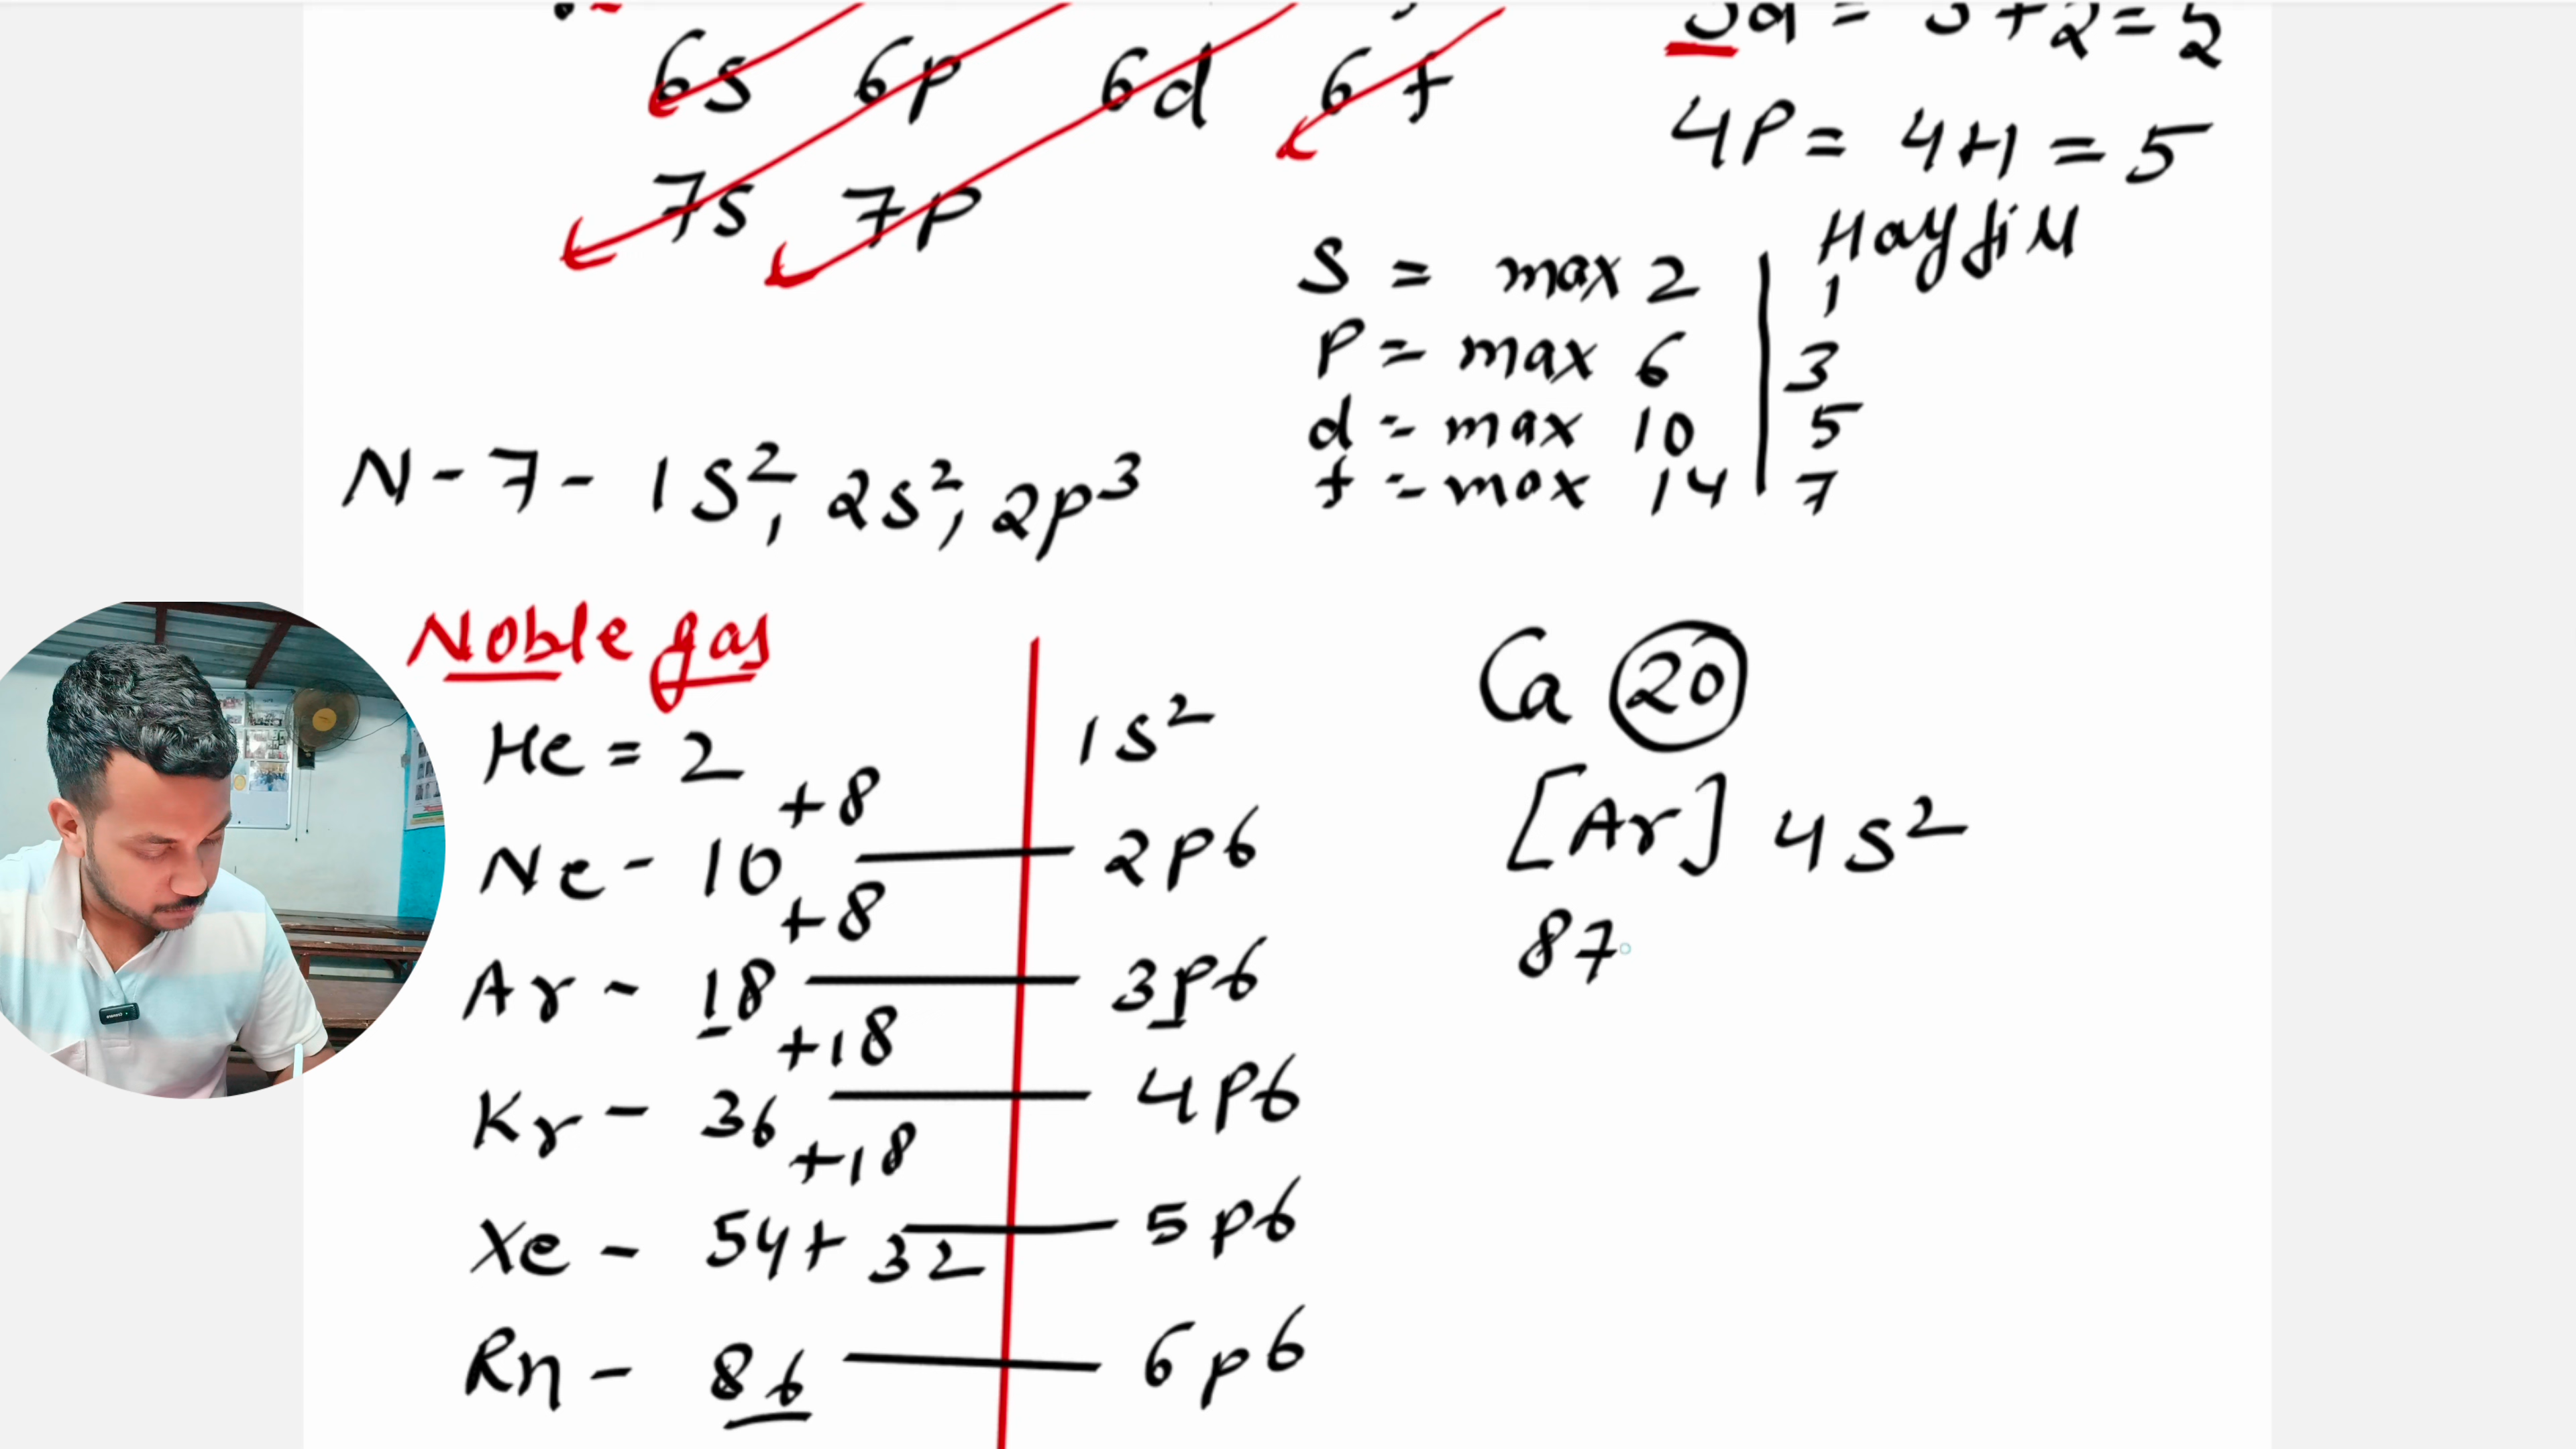 6s 6p 6d 6f
7s 7p
3d = 3+2=5
4P = 4+1 = 5
Hayfill
S = max 2 | 1
P = max 6 | 3
d = max 10 | 5
f = max 14 | 7
N - 7 - 1s², 2s², 2p³
Noble gas
He = 2 1s²
+8
Ne - 10 2p6
+8
Ar - 18 3p6
+18
Kr - 36 4p6
+18
Xe - 54+ 32 5p6
Rn - 86 6p6
Ca 20
[Ar] 4s²
87